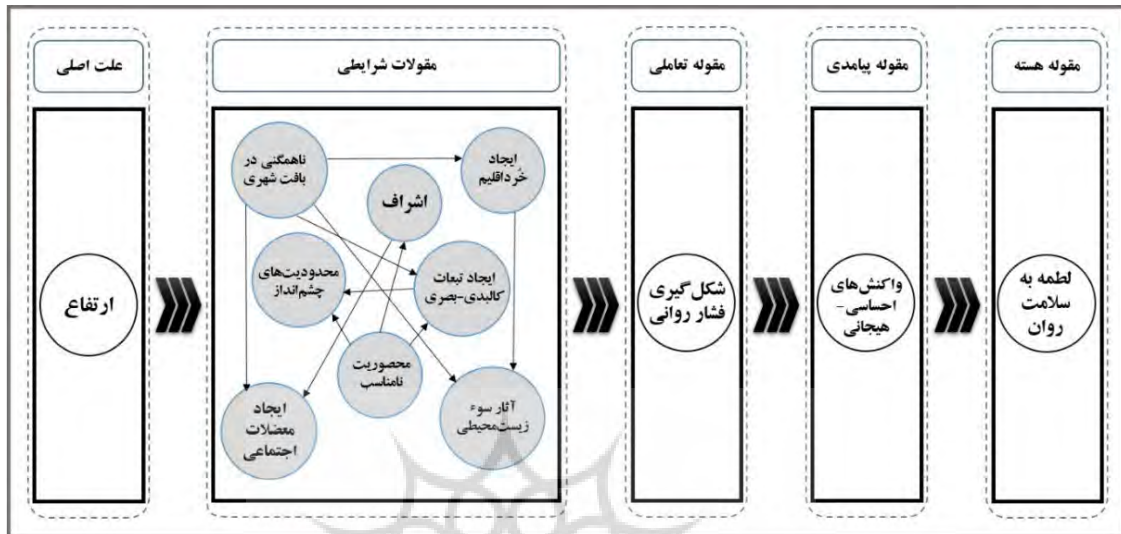 علت اصلی
ارتفاع
مقولات شرایطی
ناهمگنی در
بافت شهری
ایجاد
خُرداقلیم
اشراف
محدودیت‌های
چشم‌انداز
ایجاد تبعات
کالبدی-بصری
محصوریت
نامناسب
ایجاد
معضلات
اجتماعی
آثار سوء
زیست‌محیطی
مقوله تعاملی
شکل‌گیری
فشار روانی
مقوله پیامدی
واکنش‌های
احساسی-
هیجانی
مقوله هسته
لطمه به
سلامت
روان